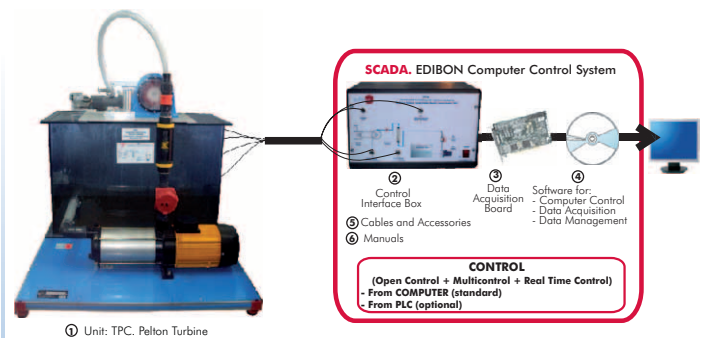 SCADA. EDIBON Computer Control System
②
Control
Interface Box
③
Data
Acquisition
Board
④
Software for:
- Computer Control
- Data Acquisition
- Data Management
⑤ Cables and Accessories
⑥ Manuals
CONTROL
(Open Control + Multicontrol + Real Time Control)
- From COMPUTER (standard)
- From PLC (optional)
① Unit: TPC. Pelton Turbine